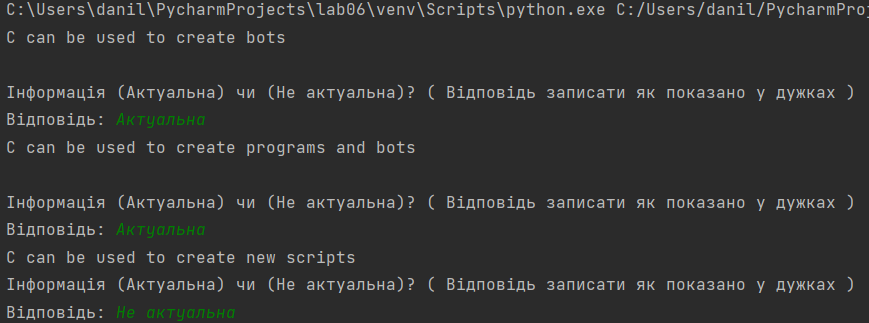 C:\Users\danil\PycharmProjects\lab06\venv\Scripts\python.exe C:/Users/danil/PycharmProj
C can be used to create bots
Інформація (Актуальна) чи (Не актуальна)? ( Відповідь записати як показано у дужках )
Відповідь: Актуальна
C can be used to create programs and bots
Інформація (Актуальна) чи (Не актуальна)? ( Відповідь записати як показано у дужках )
Відповідь: Актуальна
C can be used to create new scripts
Інформація (Актуальна) чи (Не актуальна)? ( Відповідь записати як показано у дужках )
Відповідь: Не актуальна